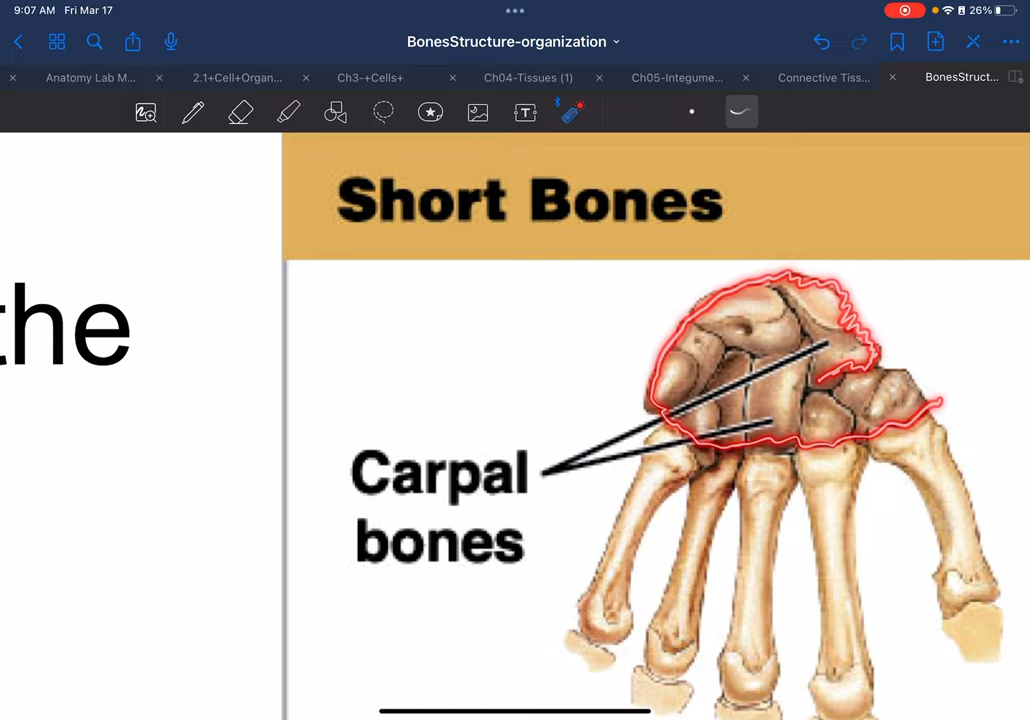 9:07 AM Fri Mar 17
26%
BonesStructure-organization
Anatomy Lab M...
2.1+Cell+Organ...
Ch3-+Cells+
Ch04-Tissues (1)
Ch05-Integume...
Connective Tiss...
BonesStruct...
T
Short Bones
the
Carpal
bones